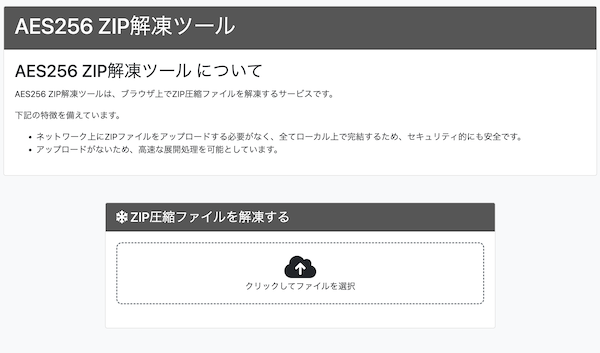 AES256 ZIP解凍ツール
AES256 ZIP解凍ツール について
AES256 ZIP解凍ツールは、ブラウザ上でZIP圧縮ファイルを解凍するサービスです。
下記の特徴を備えています。
ネットワーク上にZIPファイルをアップロードする必要がなく、全てローカル上で完結するため、セキュリティ的にも安全です。
アップロードがないため、高速な展開処理を可能としています。
ZIP圧縮ファイルを解凍する
クリックしてファイルを選択